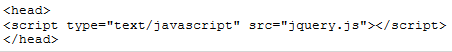 <head>
<script type="text/javascript" src="jquery.js"></script>
</head>